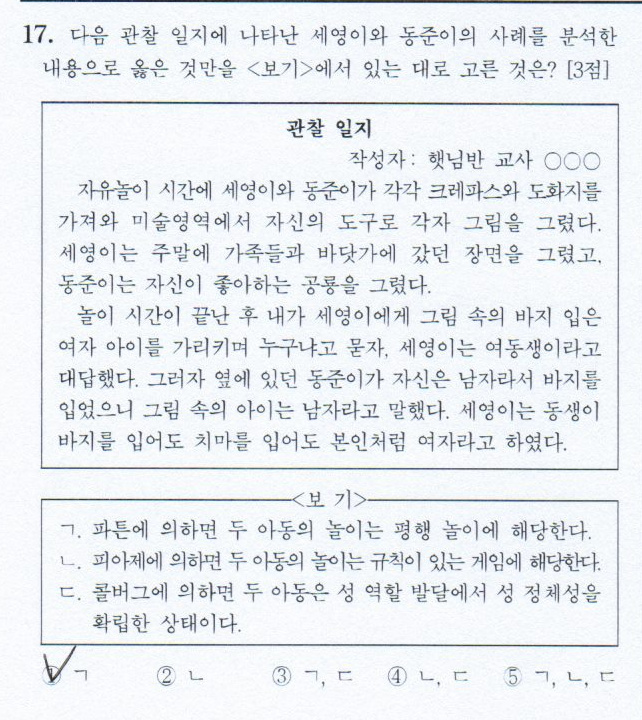 17. 다음 관찰 일지에 나타난 세영이와 동준이의 사례를 분석한
내용으로 옳은 것만을 <보기>에서 있는 대로 고른 것은? [3점]
관찰 일지
작성자: 햇님반 교사 ○○○
자유놀이 시간에 세영이와 동준이가 각각 크레파스와 도화지를
가져와 미술영역에서 자신의 도구로 각자 그림을 그렸다.
세영이는 주말에 가족들과 바닷가에 갔던 장면을 그렸고,
동준이는 자신이 좋아하는 공룡을 그렸다.
놀이 시간이 끝난 후 내가 세영이에게 그림 속의 바지 입은
여자 아이를 가리키며 누구냐고 묻자, 세영이는 여동생이라고
대답했다. 그러자 옆에 있던 동준이가 자신은 남자라서 바지를
입었으니 그림 속의 아이는 남자라고 말했다. 세영이는 동생이
바지를 입어도 치마를 입어도 본인처럼 여자라고 하였다.
<보 기>
ㄱ. 파튼에 의하면 두 아동의 놀이는 평행 놀이에 해당한다.
ㄴ. 피아제에 의하면 두 아동의 놀이는 규칙이 있는 게임에 해당한다.
ㄷ. 콜버그에 의하면 두 아동은 성 역할 발달에서 성 정체성을
확립한 상태이다.
① ㄱ ② ㄴ ③ ㄱ, ㄷ ④ ㄴ, ㄷ ⑤ ㄱ, ㄴ, ㄷ